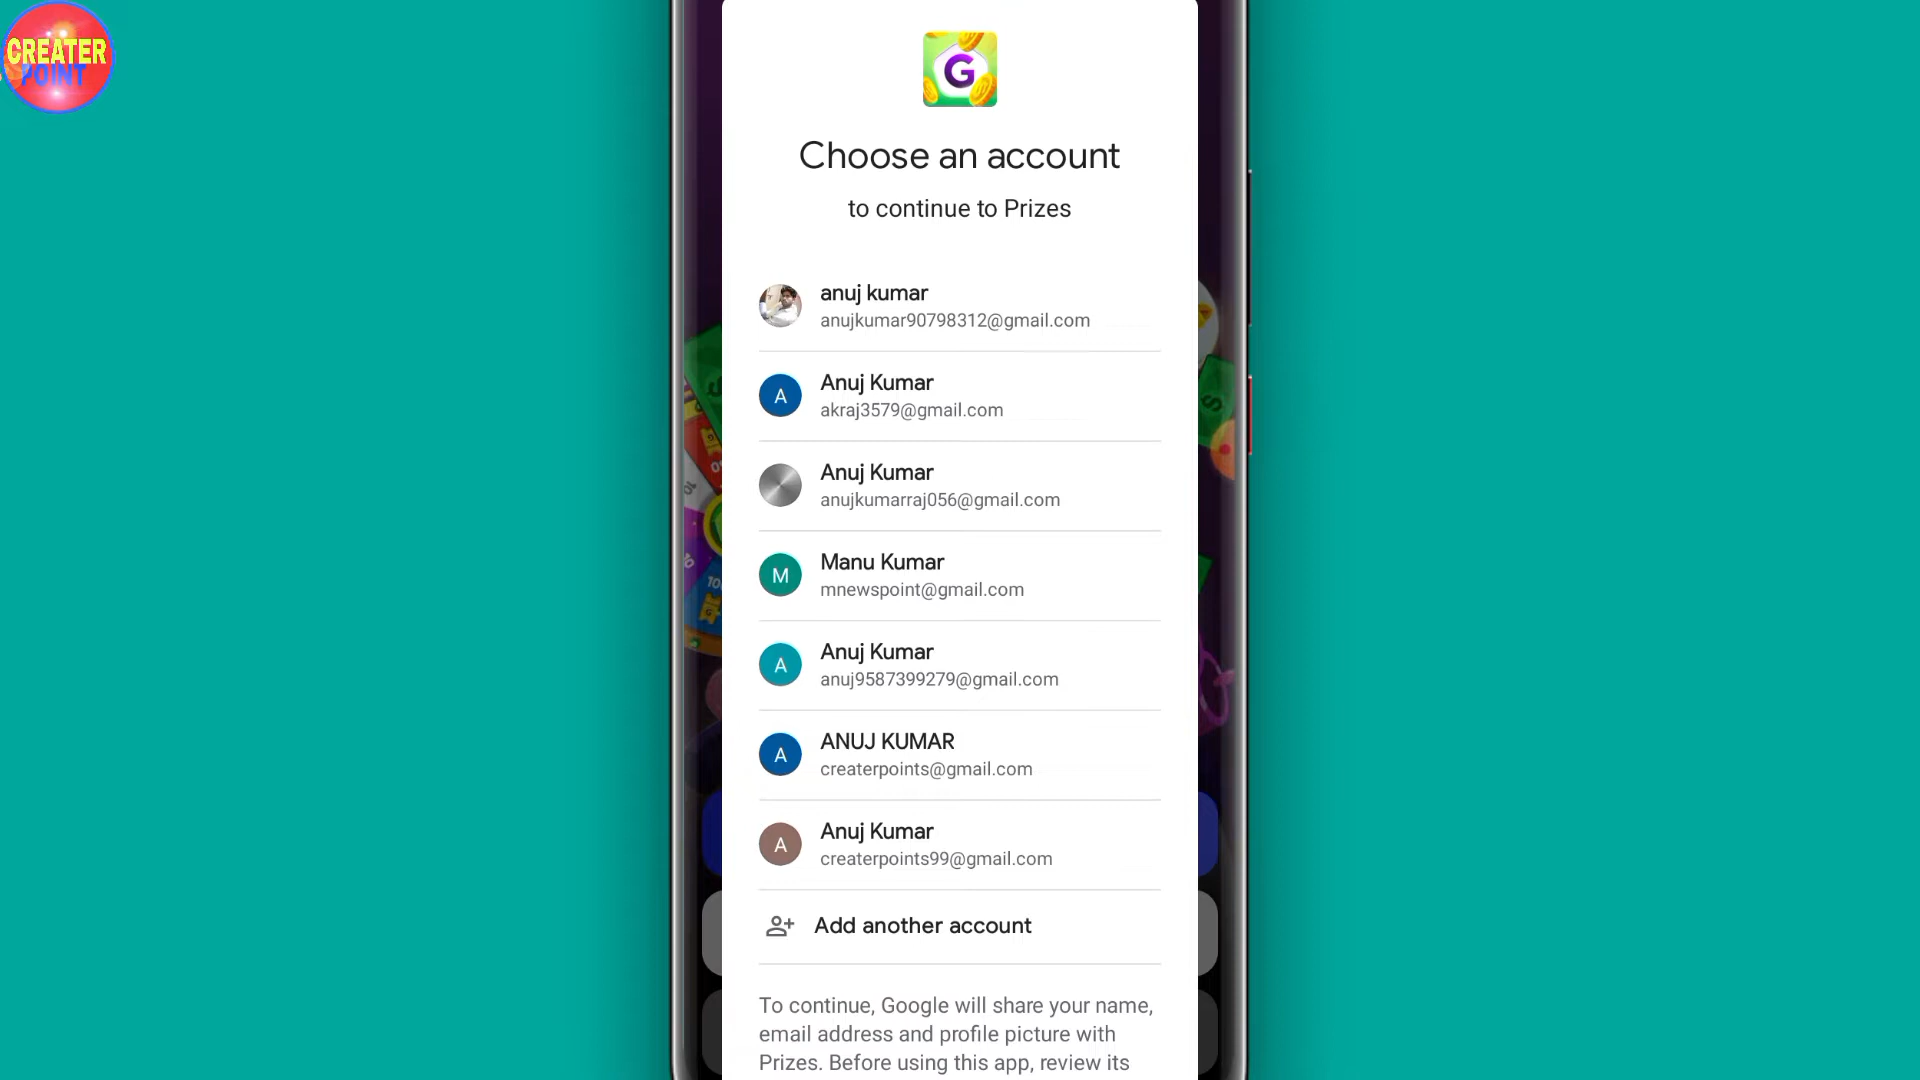 CREATER
POINT
G
Choose an account
to continue to Prizes
anuj kumar
anujkumar90798312@gmail.com
A
Anuj Kumar
akraj3579@gmail.com
Anuj Kumar
anujkumarraj056@gmail.com
M
Manu Kumar
mnewspoint@gmail.com
A
Anuj Kumar
anuj9587399279@gmail.com
A
ANUJ KUMAR
createrpoints@gmail.com
A
Anuj Kumar
createrpoints99@gmail.com
Add another account
To continue, Google will share your name,
email address and profile picture with
Prizes. Before using this app, review its